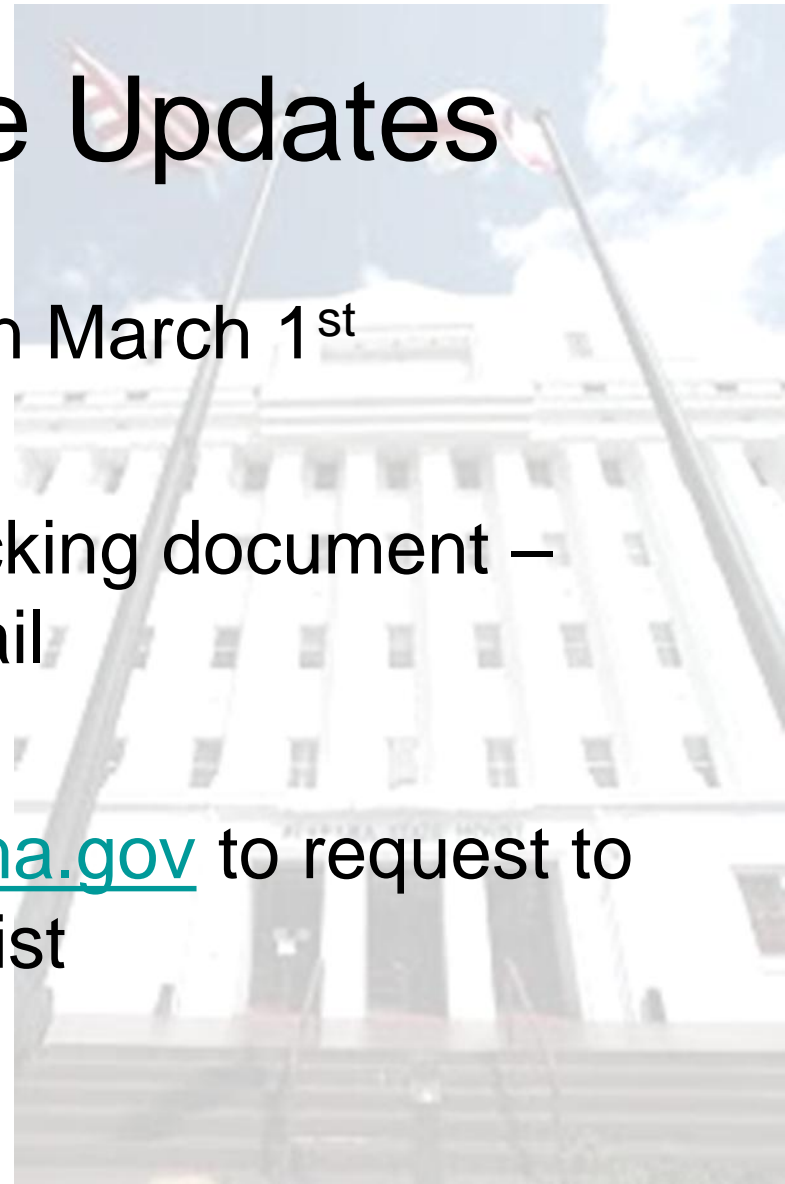 e Updates
n March 1st
cking document –
ail
na.gov to request to
ist